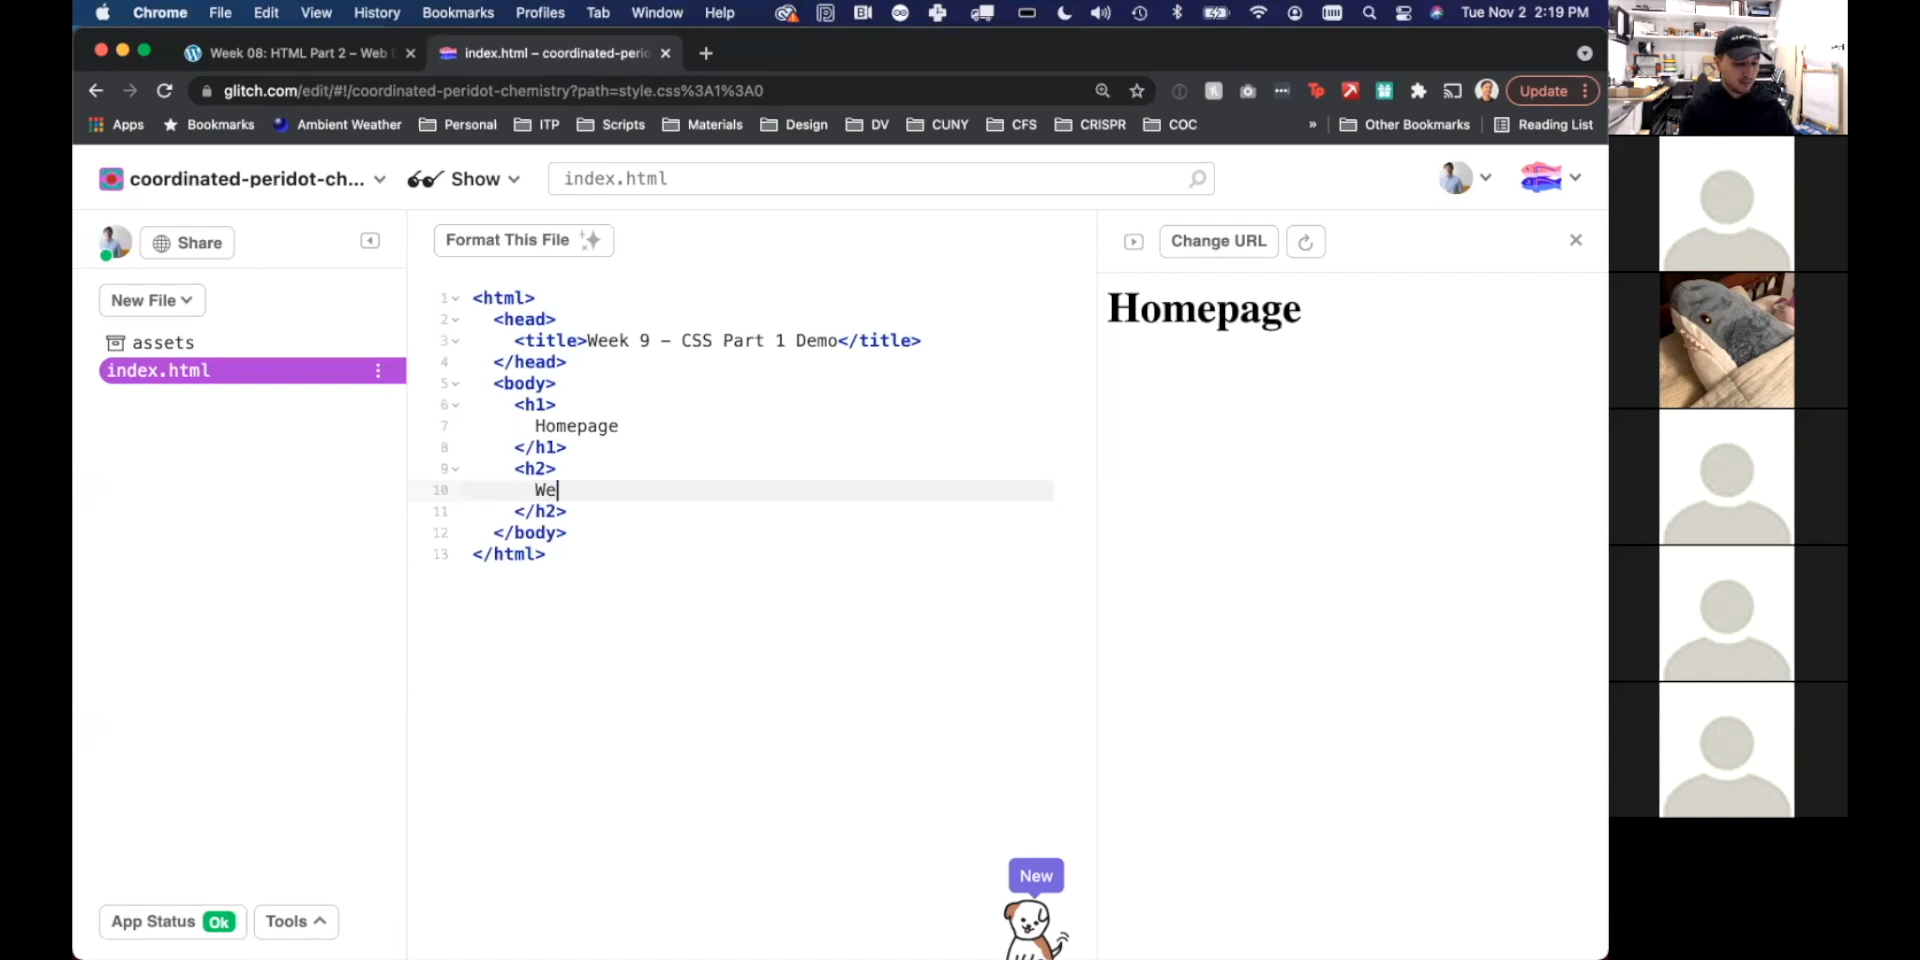 Chrome File Edit View History Bookmarks Profiles Tab Window Help Tue Nov 2 2:19 PM
Week 08: HTML Part 2 – Web index.html – coordinated-perid
glitch.com/edit/#!/coordinated-peridot-chemistry?path=style.css%3A1%3A0 Update
Apps Bookmarks Ambient Weather Personal ITP Scripts Materials Design DV CUNY CFS CRISPR COC » Other Bookmarks Reading List
coordinated-peridot-ch... Show index.html
Share Format This File Change URL
New File
assets
index.html
1 <html>
2 <head>
3 <title>Week 9 – CSS Part 1 Demo</title>
4 </head>
5 <body>
6 <h1>
7 Homepage
8 </h1>
9 <h2>
10 We
11 </h2>
12 </body>
13 </html>
Homepage
New
App Status Ok Tools